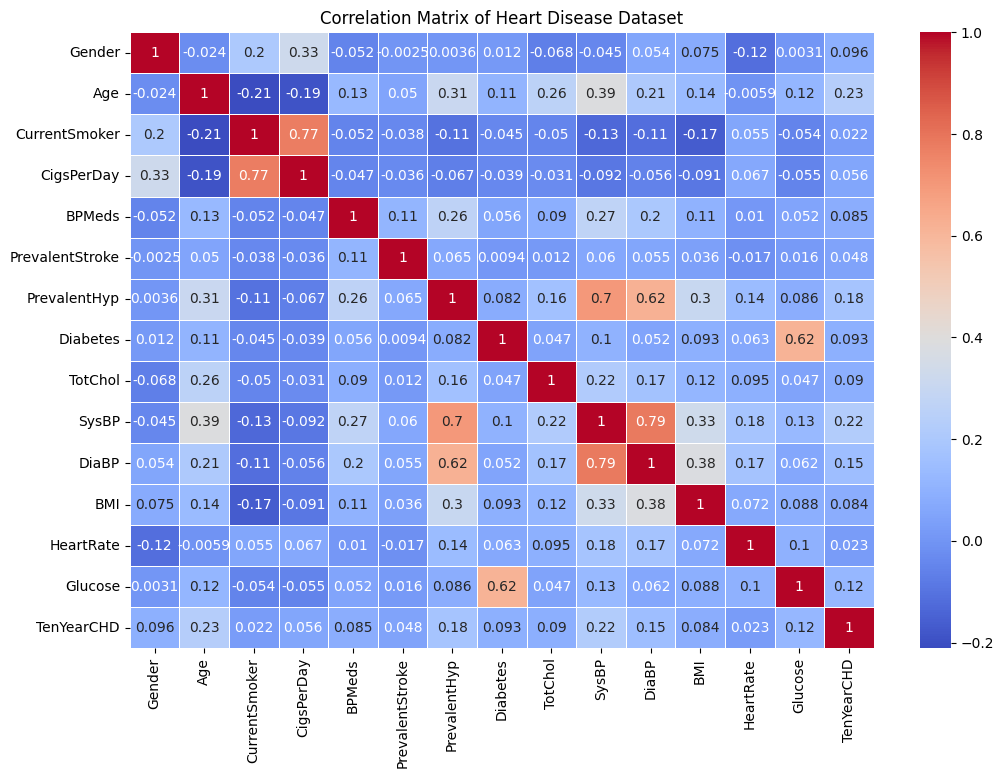 Correlation Matrix of Heart Disease Dataset
Gender 1 -0.024 0.2 0.33 -0.052 -0.0025 0.0036 0.012 -0.068 -0.045 0.054 0.075 -0.12 0.0031 0.096
Age -0.024 1 -0.21 -0.19 0.13 0.05 0.31 0.11 0.26 0.39 0.21 0.14 -0.0059 0.12 0.23
CurrentSmoker 0.2 -0.21 1 0.77 -0.052 -0.038 -0.11 -0.045 -0.05 -0.13 -0.11 -0.17 0.055 -0.054 0.022
CigsPerDay 0.33 -0.19 0.77 1 -0.047 -0.036 -0.067 -0.039 -0.031 -0.092 -0.056 -0.091 0.067 -0.055 0.056
BPMeds -0.052 0.13 -0.052 -0.047 1 0.11 0.26 0.056 0.09 0.27 0.2 0.11 0.01 0.052 0.085
PrevalentStroke -0.0025 0.05 -0.038 -0.036 0.11 1 0.065 0.0094 0.012 0.06 0.055 0.036 -0.017 0.016 0.048
PrevalentHyp 0.0036 0.31 -0.11 -0.067 0.26 0.065 1 0.082 0.16 0.7 0.62 0.3 0.14 0.086 0.18
Diabetes 0.012 0.11 -0.045 -0.039 0.056 0.0094 0.082 1 0.047 0.1 0.052 0.093 0.063 0.62 0.093
TotChol -0.068 0.26 -0.05 -0.031 0.09 0.012 0.16 0.047 1 0.22 0.17 0.12 0.095 0.047 0.09
SysBP -0.045 0.39 -0.13 -0.092 0.27 0.06 0.7 0.1 0.22 1 0.79 0.33 0.18 0.13 0.22
DiaBP 0.054 0.21 -0.11 -0.056 0.2 0.055 0.62 0.052 0.17 0.79 1 0.38 0.17 0.062 0.15
BMI 0.075 0.14 -0.17 -0.091 0.11 0.036 0.3 0.093 0.12 0.33 0.38 1 0.072 0.088 0.084
HeartRate -0.12 -0.0059 0.055 0.067 0.01 -0.017 0.14 0.063 0.095 0.18 0.17 0.072 1 0.1 0.023
Glucose 0.0031 0.12 -0.054 -0.055 0.052 0.016 0.086 0.62 0.047 0.13 0.062 0.088 0.1 1 0.12
TenYearCHD 0.096 0.23 0.022 0.056 0.085 0.048 0.18 0.093 0.09 0.22 0.15 0.084 0.023 0.12 1
Gender Age CurrentSmoker CigsPerDay BPMeds PrevalentStroke PrevalentHyp Diabetes TotChol SysBP DiaBP BMI HeartRate Glucose TenYearCHD
1.0
0.8
0.6
0.4
0.2
0.0
-0.2